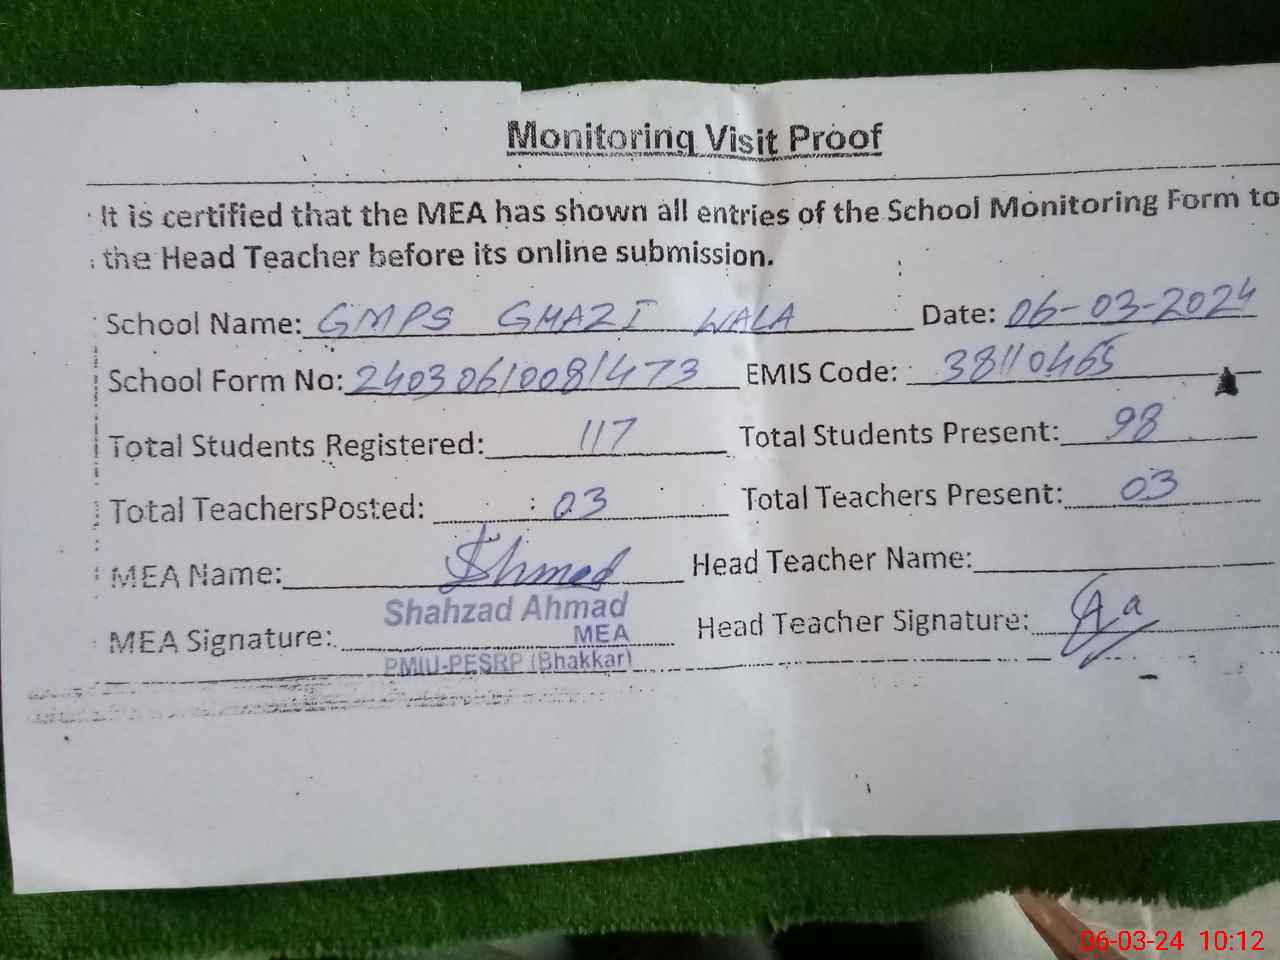 Monitoring Visit Proof
It is certified that the MEA has shown all entries of the School Monitoring Form to
the Head Teacher before its online submission.
School Name: GMPS GHAZI WALA Date: 06-03-2024
School Form No: 24030610081473 EMIS Code: 38110465
Total Students Registered: 117 Total Students Present: 98
Total TeachersPosted: 03 Total Teachers Present: 03
MEA Name: Head Teacher Name:
Shahzad Ahmad
MEA Signature: MEA Head Teacher Signature:
PMIU-PESRP (Bhakkar)
06-03-24 10:12